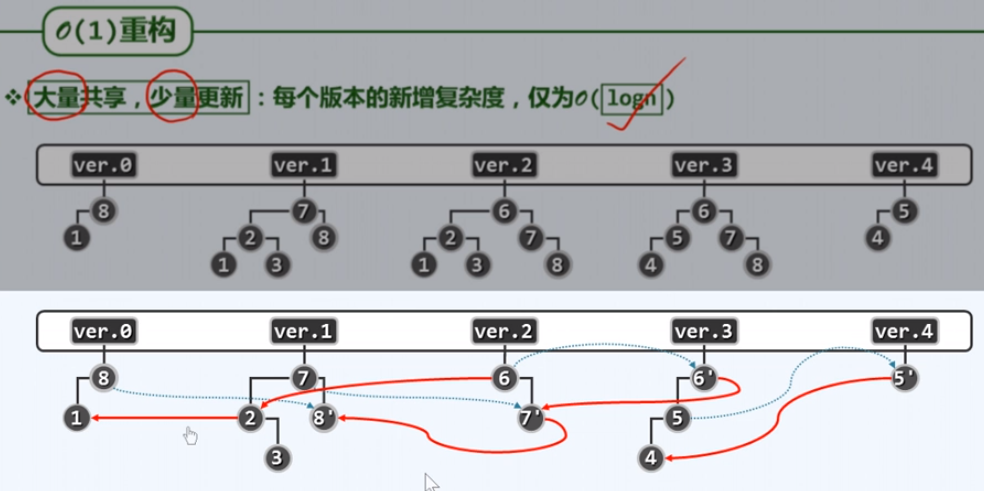 O(1)重构
❖ 大量共享，少量更新：每个版本的新增复杂度，仅为O(logn)
ver.0 ver.1 ver.2 ver.3 ver.4
8 7 6 6 5
1 2 8 2 7 5 7 4
1 3 1 3 8 4 8
ver.0 ver.1 ver.2 ver.3 ver.4
8 7 6 6' 5'
1 2 8' 7' 5
3 4